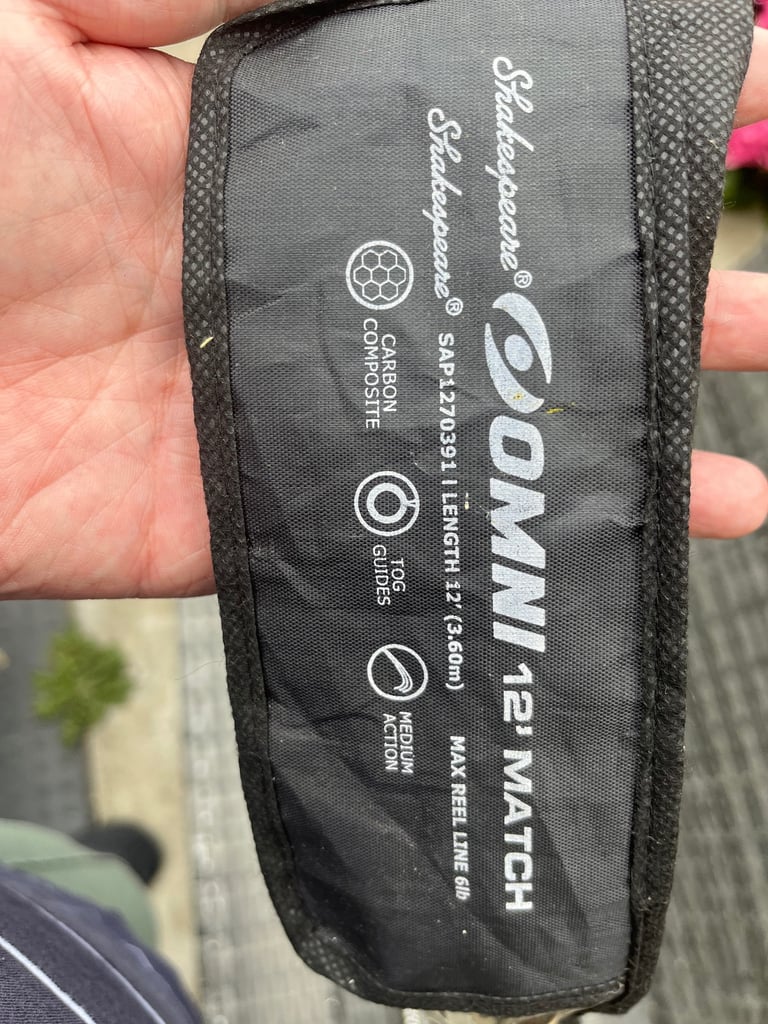 Shakespeare® OMNI 12' MATCH
Shakespeare® SAP1270391 | LENGTH 12' (3.60m) MAX REEL LINE 6lb
CARBON
COMPOSITE
TOG
GUIDES
MEDIUM
ACTION